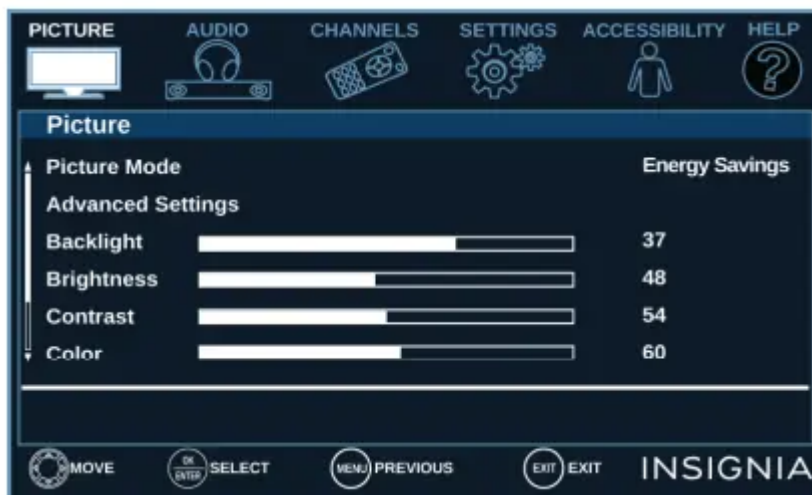 PICTURE AUDIO CHANNELS SETTINGS ACCESSIBILITY HELP
?
Picture
Picture Mode Energy Savings
Advanced Settings
Backlight 37
Brightness 48
Contrast 54
Color 60
MOVE OK ENTER SELECT MENU PREVIOUS EXIT EXIT INSIGNIA